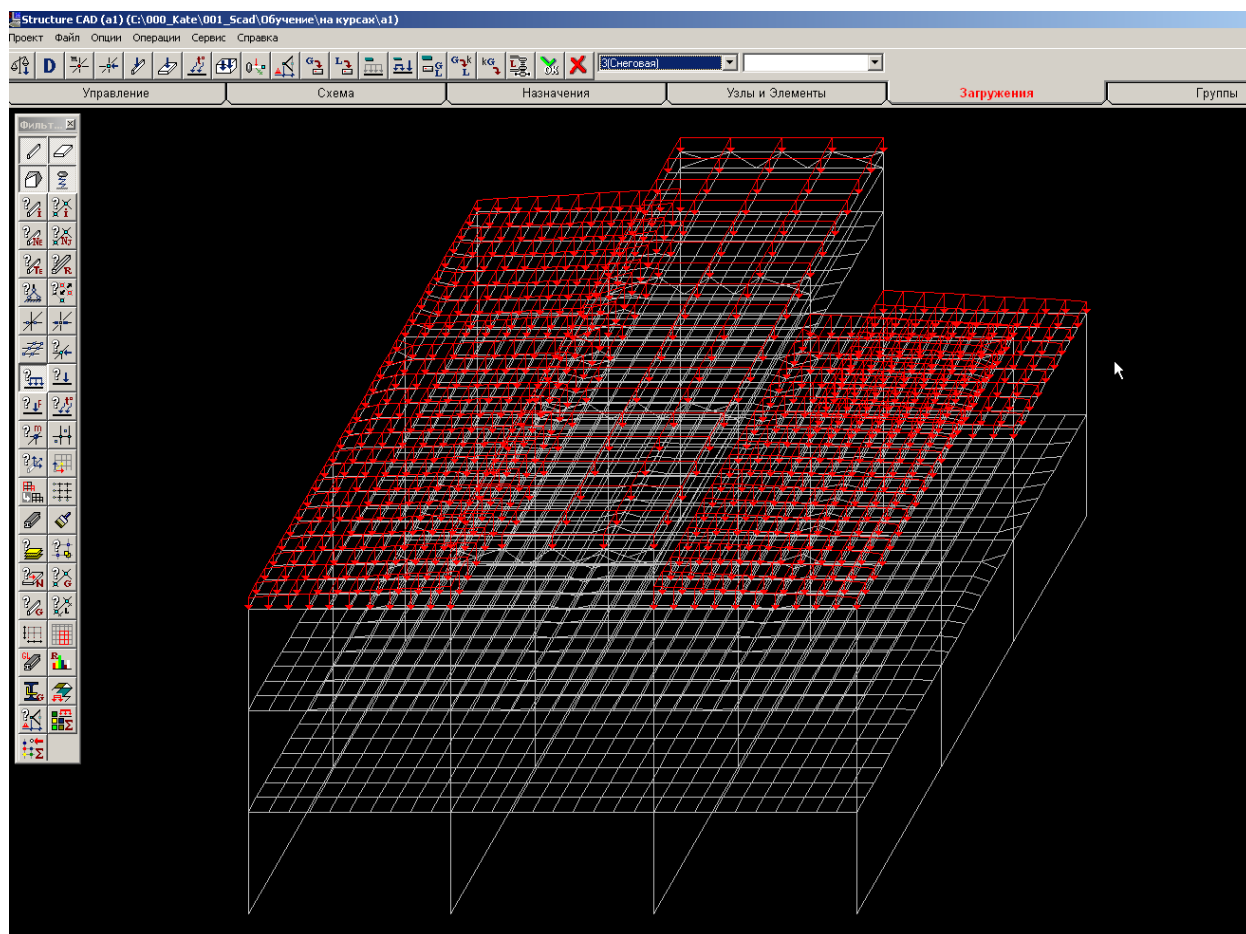 Structure CAD (a1) (C:\000_Kate\001_Scad\Обучение\на курсах\a1)
Проект Файл Опции Операции Сервис Справка
3(Снеговая)
Управление Схема Назначения Узлы и Элементы Загружения Группы
Фильт...